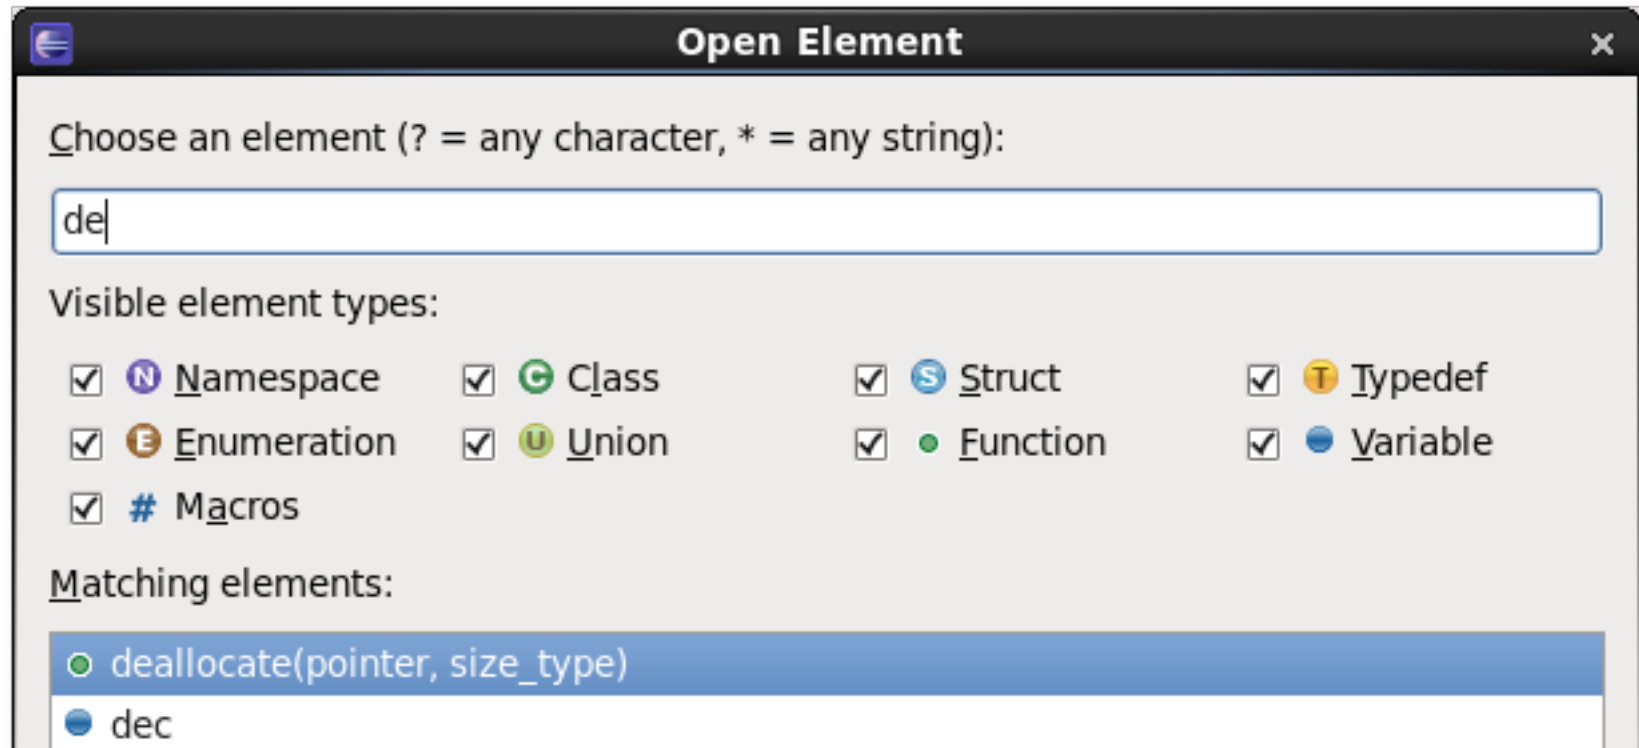 Open Element
Choose an element (? = any character, * = any string):
de
Visible element types:
N Namespace C Class S Struct T Typedef
E Enumeration U Union Function Variable
# Macros
Matching elements:
deallocate(pointer, size_type)
dec